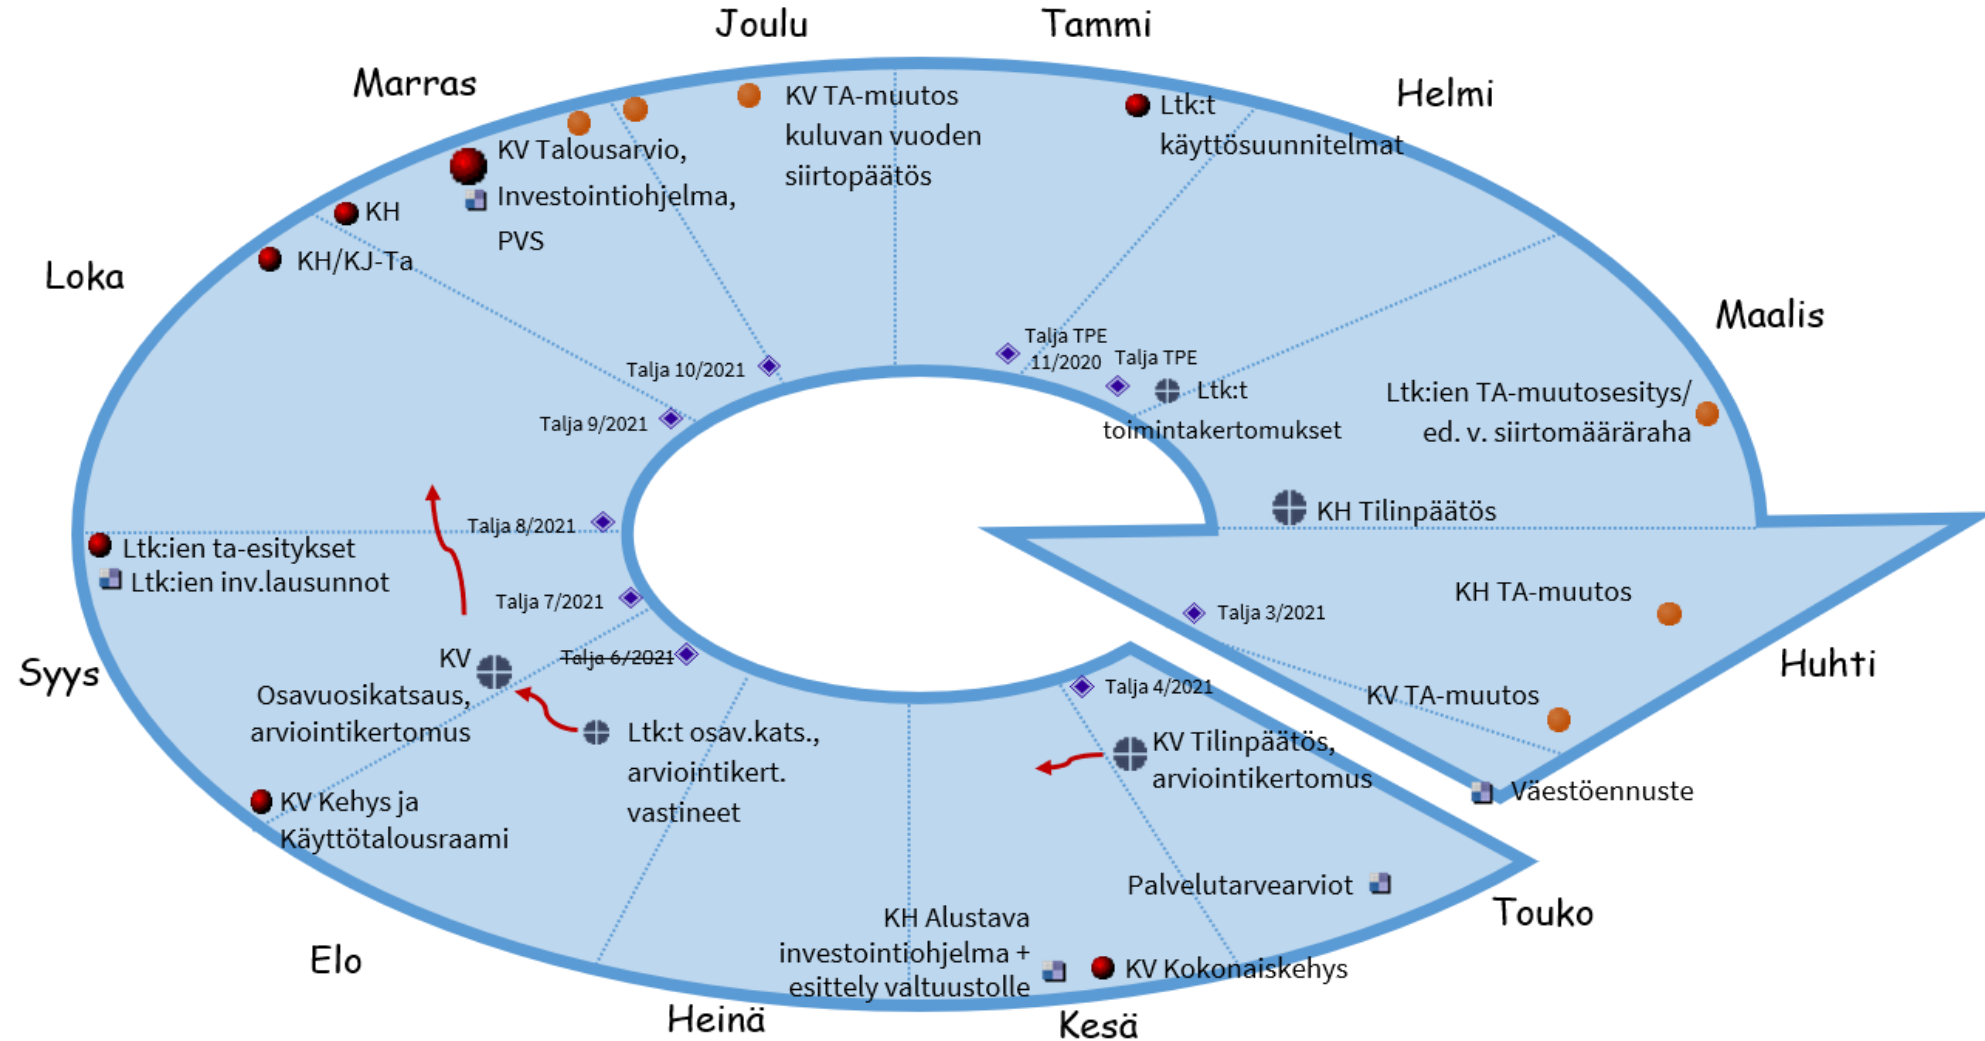 Joulu
Tammi
Marras
Helmi
KV TA-muutos
kuluvan vuoden
siirtopäätös
Ltk:t
käyttösuunnitelmat
KV Talousarvio,
Investointiohjelma,
PVS
KH
KH/KJ-Ta
Loka
Maalis
Talja TPE
11/2020
Talja TPE
Talja 10/2021
Ltk:t
toimintakertomukset
Ltk:ien TA-muutosesitys/
ed. v. siirtomääräraha
Talja 9/2021
KH Tilinpäätös
Talja 8/2021
Ltk:ien ta-esitykset
Ltk:ien inv.lausunnot
Talja 7/2021
KH TA-muutos
Talja 3/2021
Syys
KV
Osavuosikatsaus,
arviointikertomus
Talja 6/2021
Talja 4/2021
KV TA-muutos
Huhti
Ltk:t osav.kats.,
arviointikert.
vastineet
KV Tilinpäätös,
arviointikertomus
Väestöennuste
KV Kehys ja
Käyttötalousraami
Palvelutarvearviot
Touko
KH Alustava
investointiohjelma +
esittely valtuustolle
KV Kokonaiskehys
Elo
Heinä
Kesä